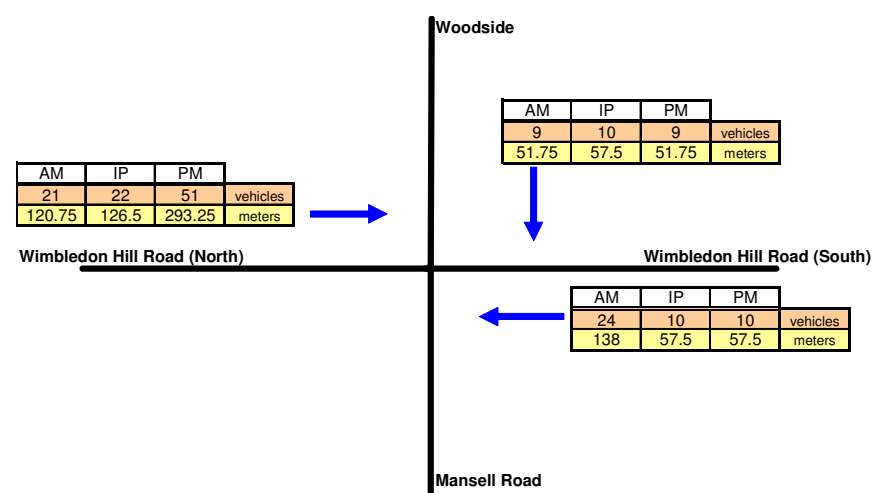 Woodside
AM IP PM
9 10 9 vehicles
51.75 57.5 51.75 meters
AM IP PM
21 22 51 vehicles
120.75 126.5 293.25 meters
Wimbledon Hill Road (North)
Wimbledon Hill Road (South)
AM IP PM
24 10 10 vehicles
138 57.5 57.5 meters
Mansell Road